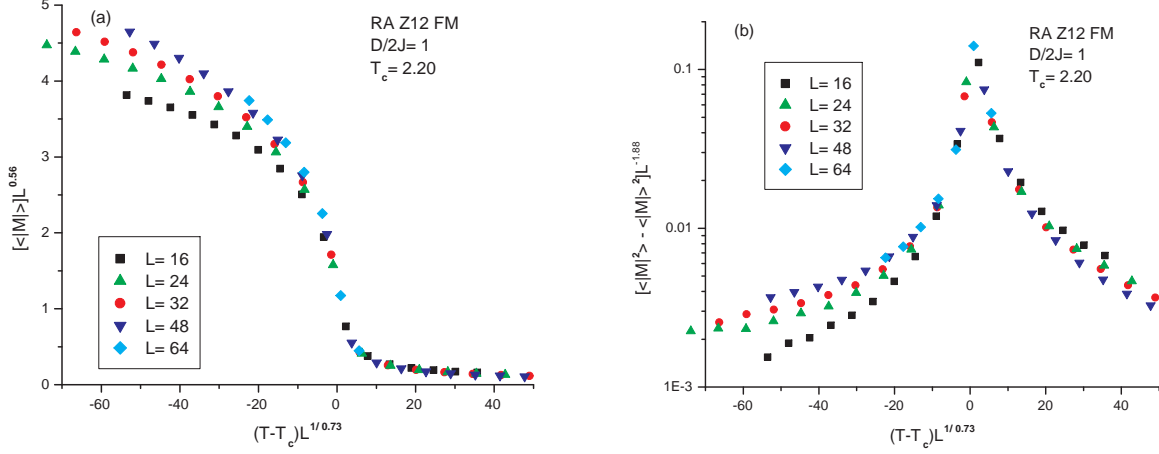 (a)
RA Z12 FM
D/2J= 1
T_c = 2.20
[<|M|>]L^0.56
5
4
3
2
1
0
L= 16
L= 24
L= 32
L= 48
L= 64
-60 -40 -20 0 20 40
(T-T_c)L^1/ 0.73
(b)
RA Z12 FM
D/2J= 1
T_c = 2.20
[<|M|^2> - <|M|>^2]L^-1.88
0.1
0.01
1E-3
L= 16
L= 24
L= 32
L= 48
L= 64
-60 -40 -20 0 20 40
(T-T_c)L^1/ 0.73